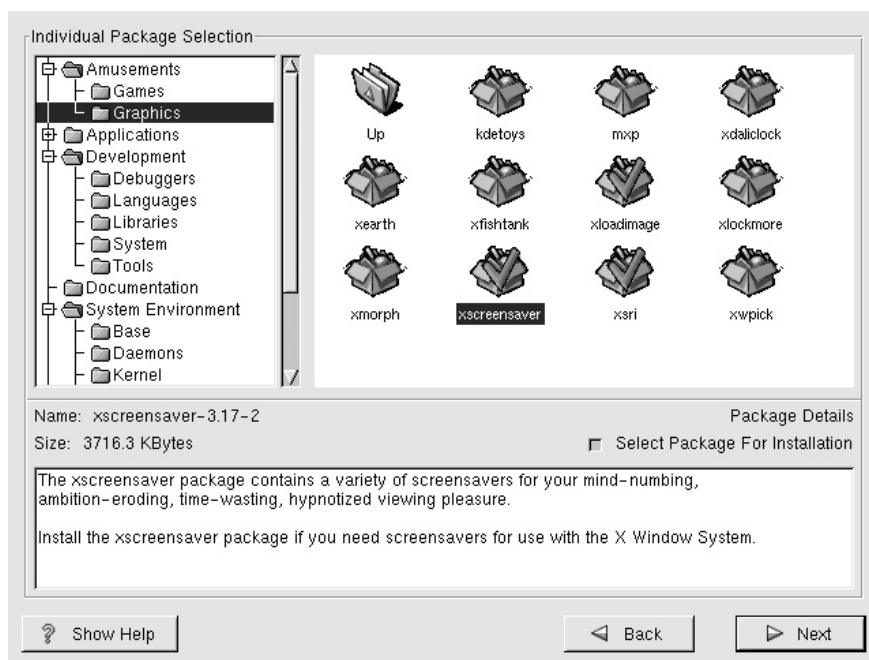 Individual Package Selection
Amusements
Games
Graphics
Applications
Development
Debuggers
Languages
Libraries
System
Tools
Documentation
System Environment
Base
Daemons
Kernel
Up
kdetoys
mxp
xdaliclock
xearth
xfishtank
xloadimage
xlockmore
xmorph
xscreensaver
xsri
xwpick
Name: xscreensaver-3.17-2
Package Details
Size: 3716.3 KBytes
Select Package For Installation
The xscreensaver package contains a variety of screensavers for your mind-numbing,
ambition-eroding, time-wasting, hypnotized viewing pleasure.
Install the xscreensaver package if you need screensavers for use with the X Window System.
? Show Help
Back
Next